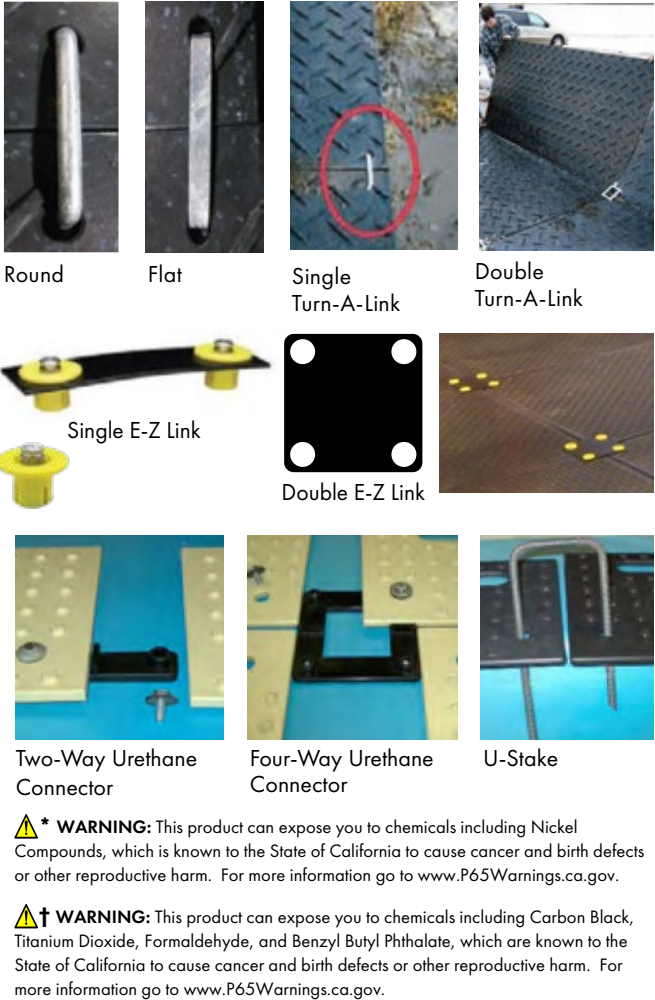 Round
Flat
Single
Turn-A-Link
Double
Turn-A-Link
Single E-Z Link
Double E-Z Link
Two-Way Urethane
Connector
Four-Way Urethane
Connector
U-Stake
* WARNING: This product can expose you to chemicals including Nickel
Compounds, which is known to the State of California to cause cancer and birth defects
or other reproductive harm. For more information go to www.P65Warnings.ca.gov.
† WARNING: This product can expose you to chemicals including Carbon Black,
Titanium Dioxide, Formaldehyde, and Benzyl Butyl Phthalate, which are known to the
State of California to cause cancer and birth defects or other reproductive harm. For
more information go to www.P65Warnings.ca.gov.